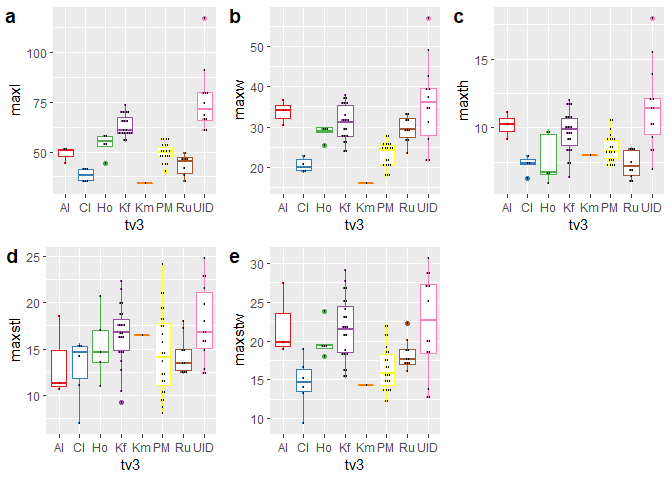 a
maxl
100
75
50
Al Cl Ho Kf Km PM Ru UID
tv3
b
maxw
50
40
30
20
Al Cl Ho Kf Km PM Ru UID
tv3
c
maxth
15
10
Al Cl Ho Kf Km PM Ru UID
tv3
d
maxstl
25
20
15
10
Al Cl Ho Kf Km PM Ru UID
tv3
e
maxstw
30
25
20
15
10
Al Cl Ho Kf Km PM Ru UID
tv3